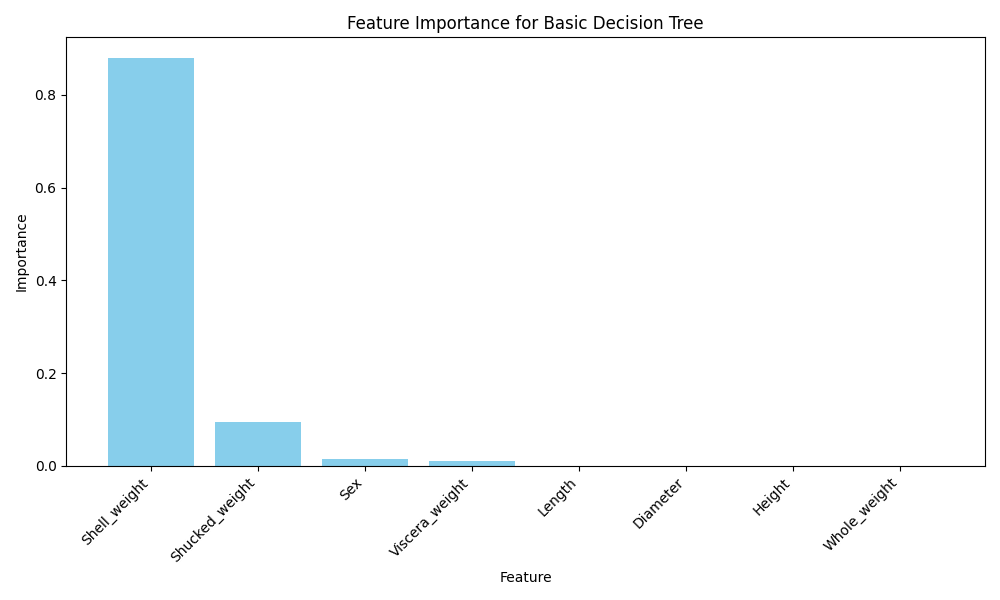 Feature Importance for Basic Decision Tree
Importance
0.8
0.6
0.4
0.2
0.0
Shell_weight
Shucked_weight
Sex
Viscera_weight
Length
Diameter
Height
Whole_weight
Feature